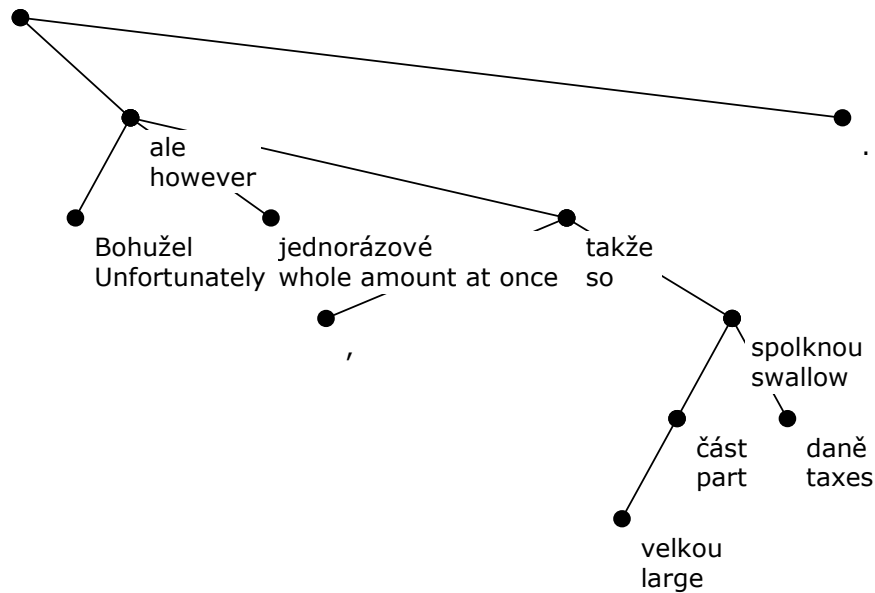 ale
however
.
Bohužel
Unfortunately
jednorázové
whole amount at once
takže
so
,
spolknou
swallow
část
part
daně
taxes
velkou
large